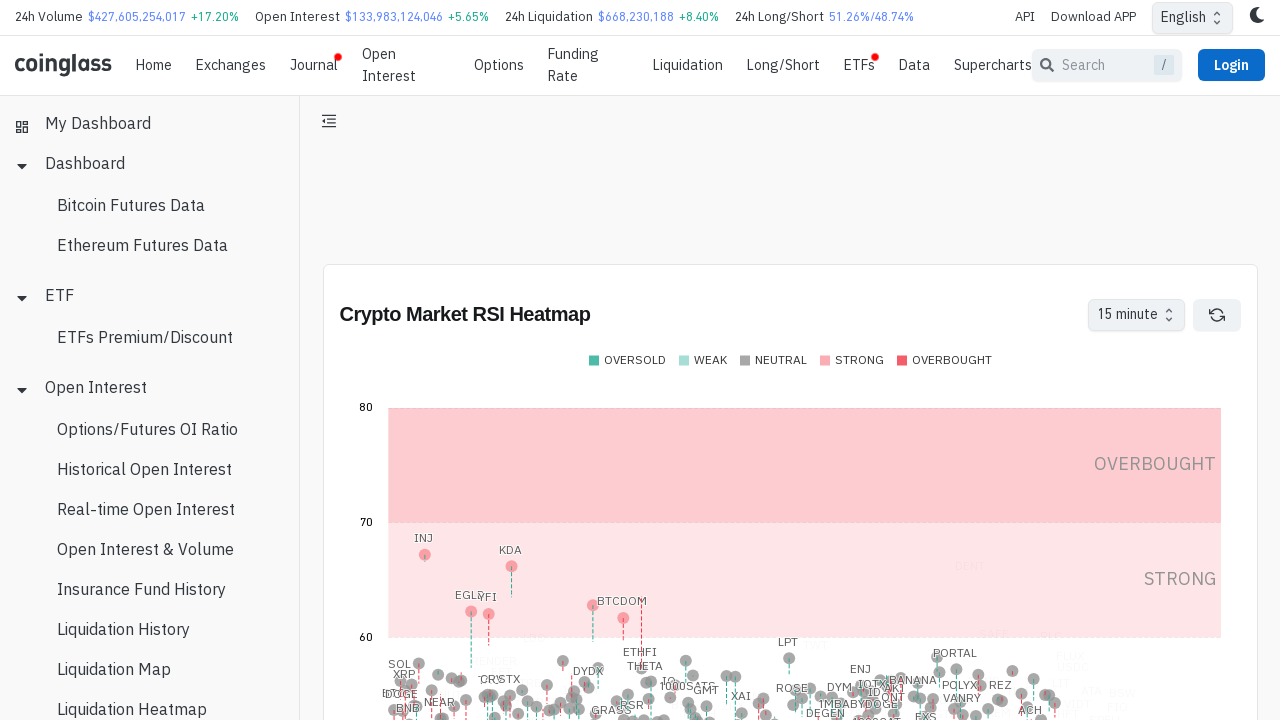 24h Volume $427,605,254,017 +17.20% Open Interest $133,983,124,046 +5.65% 24h Liquidation $668,230,188 +8.40% 24h Long/Short 51.26%/48.74% API Download APP English
coinglass Home Exchanges Journal Open Interest Options Funding Rate Liquidation Long/Short ETFs Data Supercharts Search / Login
My Dashboard
Dashboard
Bitcoin Futures Data
Ethereum Futures Data
ETF
ETFs Premium/Discount
Open Interest
Options/Futures OI Ratio
Historical Open Interest
Real-time Open Interest
Open Interest & Volume
Insurance Fund History
Liquidation History
Liquidation Map
Liquidation Heatmap
Crypto Market RSI Heatmap 15 minute
OVERSOLD WEAK NEUTRAL STRONG OVERBOUGHT
80
OVERBOUGHT
70
INJ
KDA
STRONG
EGLD YFI BTCDOM
60
LPT
ETHFI PORTAL
SOL THETA ENJ
XRP DYDX
CRV STX BANANA
1000SATS ROSE DYM IOTX POLYX REZ
DOGE GMT XAI ID ONT VANRY
BNB NEAR RSR 1MBABYDOGE
GRASS DEGEN EXS ACH